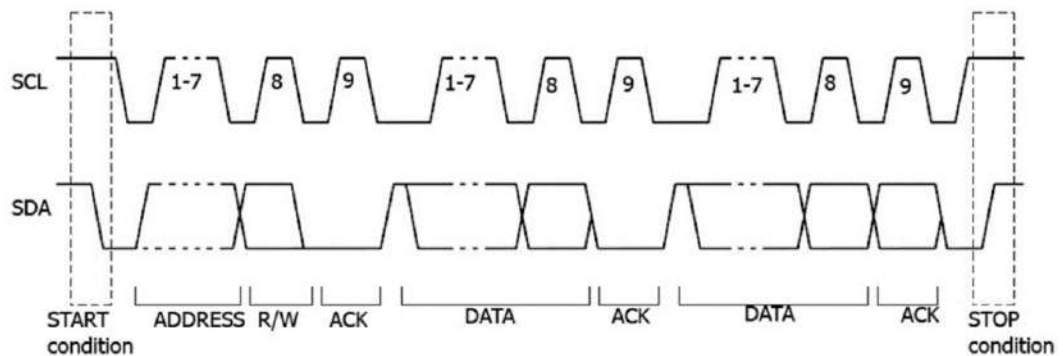 SCL 1-7 8 9 1-7 8 9 1-7 8 9
SDA
START condition ADDRESS R/W ACK DATA ACK DATA ACK STOP condition